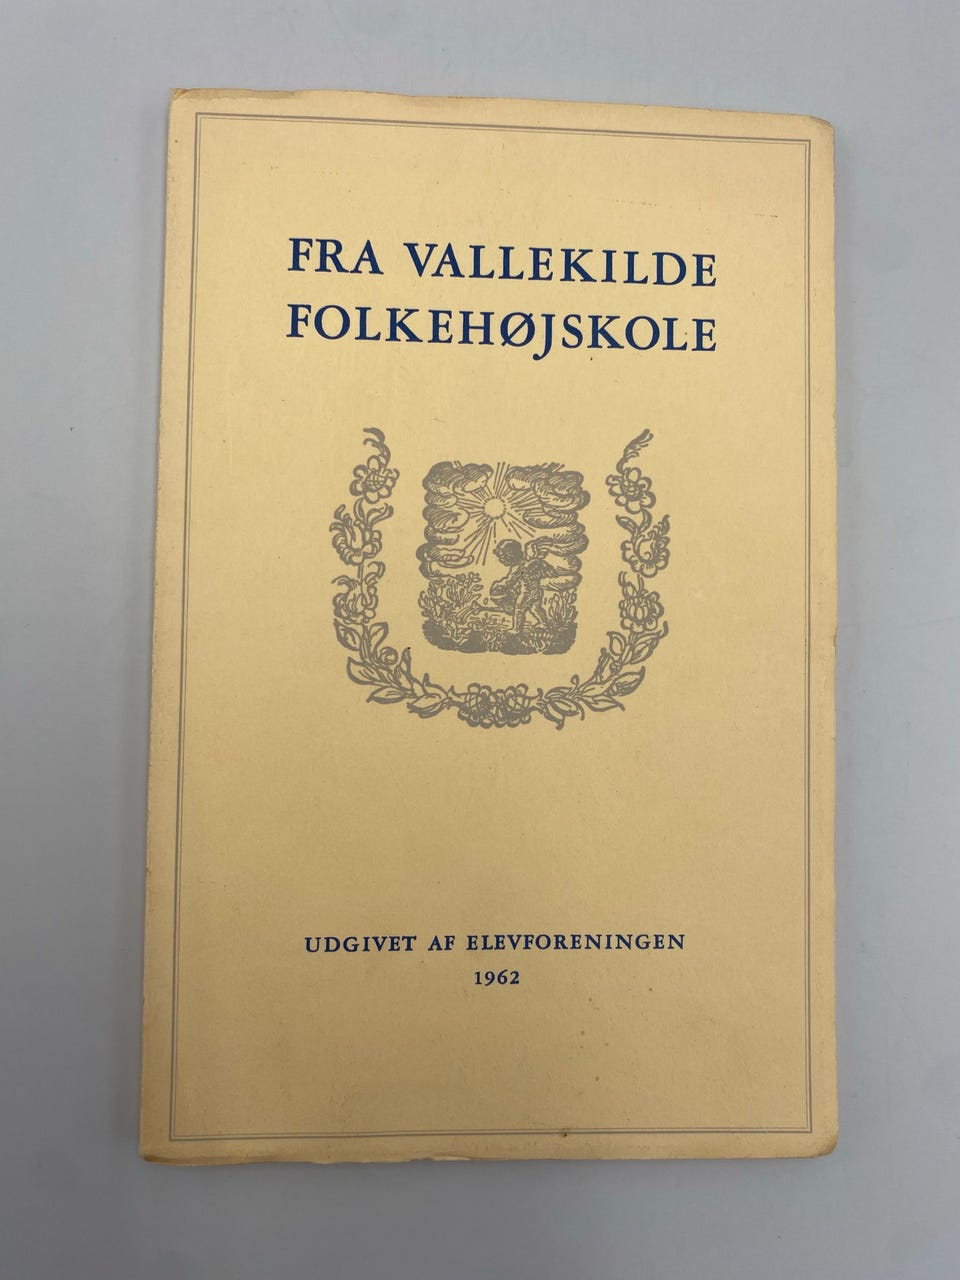 FRA VALLEKILDE
FOLKEHØJSKOLE
UDGIVET AF ELEVFORENINGEN
1962